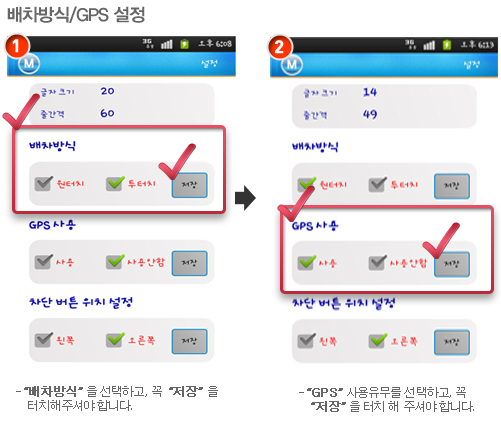 배차방식/GPS 설정
1
3G 오후 6:08
M 설정
글자크기 20
줄간격 60
배차방식
원터치 투터치 저장
GPS 사용
사용 사용안함 저장
차단 버튼 위치 설정
왼쪽 오른쪽 저장
- “배차방식” 을 선택하고, 꼭 “저장” 을
터치해주셔야합니다.
2
3G 오후 6:13
M 설정
글자크기 14
줄간격 49
배차방식
원터치 투터치 저장
GPS 사용
사용 사용안함 저장
차단 버튼 위치 설정
왼쪽 오른쪽 저장
- “GPS” 사용유무를 선택하고, 꼭
“저장” 을 터치 해 주셔야합니다.